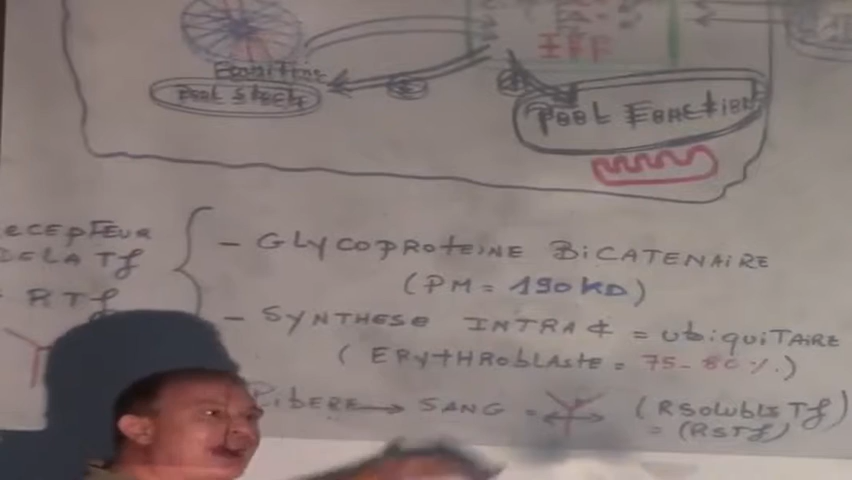 Ferritine
Pool Stock
Pool Fonction
RECEPTEUR
DE LA Tf
= RTf
- GLYCOPROTEINE BICATENAIRE
(PM = 190 KD)
- SYNTHESE INTRA ¢ = UbiquiTAIRE
(ERYTHROblASTE = 75-80 %)
LibERE → SANG = (RSolublE Tf)
= (RSTf)